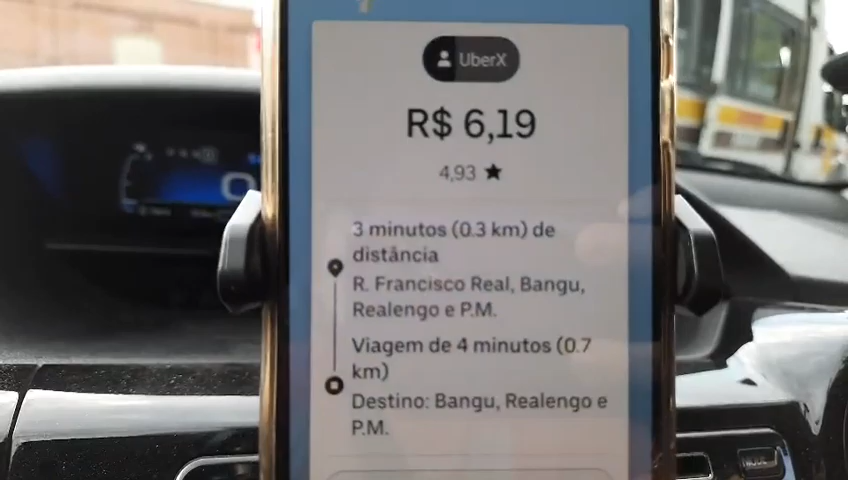 UberX
R$ 6,19
4,93 ★
3 minutos (0.3 km) de
distância
R. Francisco Real, Bangu,
Realengo e P.M.
Viagem de 4 minutos (0.7
km)
Destino: Bangu, Realengo e
P.M.